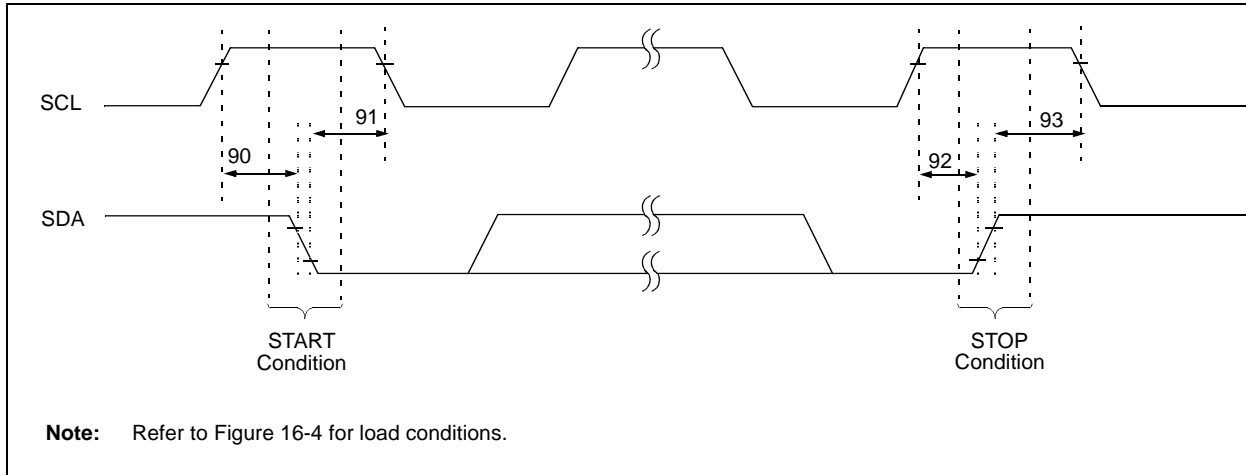 SCL
91
93
90
92
SDA
START
Condition
STOP
Condition
Note: Refer to Figure 16-4 for load conditions.